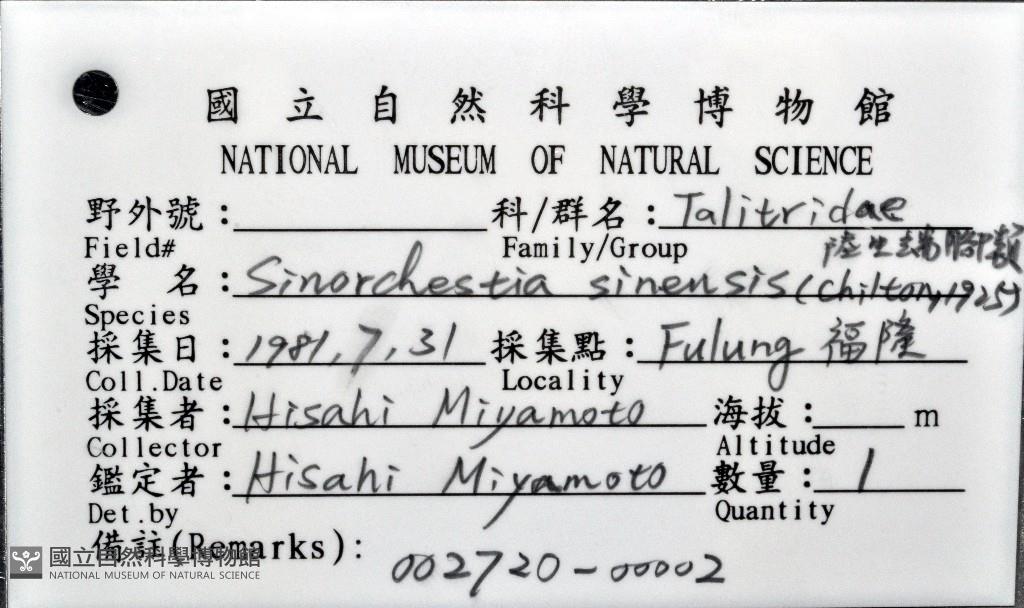 國立自然科學博物館
NATIONAL MUSEUM OF NATURAL SCIENCE
野外號： 科/群名：Talitridae
Field# Family/Group 陸生端腳類
學 名：Sinorchestia sinensis (Chilton, 1925)
Species
採集日：1981, 7, 31 採集點：Fulung 福隆
Coll.Date Locality
採集者：Hisahi Miyamoto 海拔： m
Collector Altitude
鑑定者：Hisahi Miyamoto 數量：1
Det.by Quantity
備註(Remarks)：
002720-00002
國立自然科學博物館
NATIONAL MUSEUM OF NATURAL SCIENCE